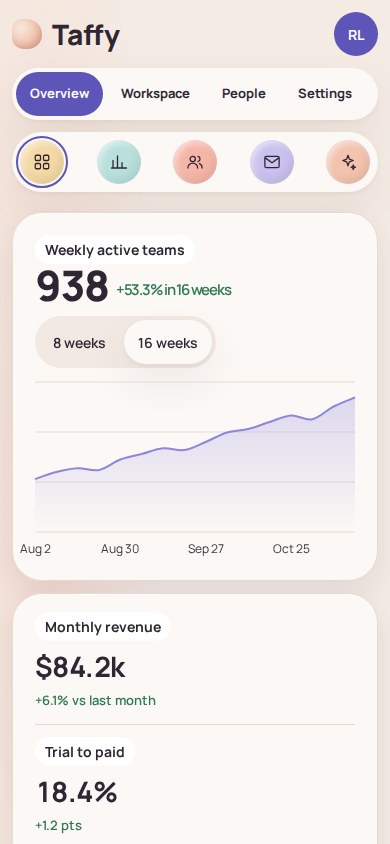 Taffy
RL
Overview Workspace People Settings
Weekly active teams
938 +53.3% in 16 weeks
8 weeks 16 weeks
Aug 2 Aug 30 Sep 27 Oct 25
Monthly revenue
$84.2k
+6.1% vs last month
Trial to paid
18.4%
+1.2 pts